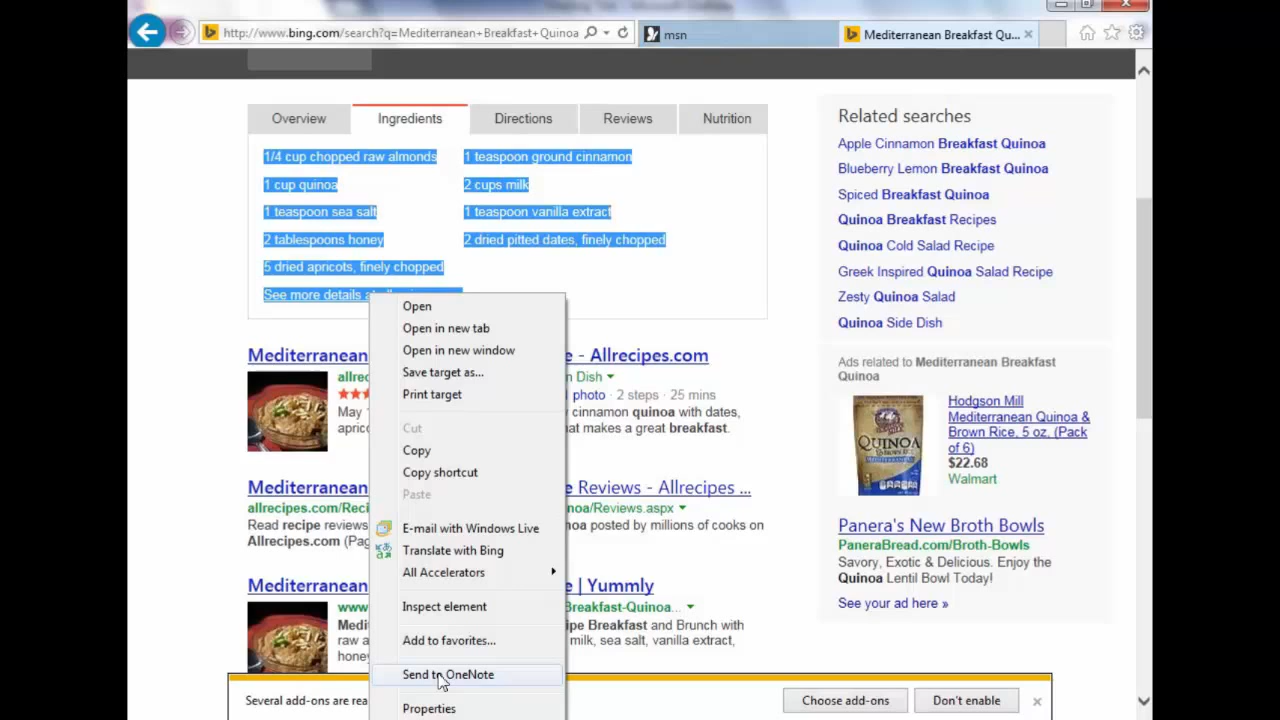 http://www.bing.com/search?q=Mediterranean+Breakfast+Quinoa
msn
Mediterranean Breakfast Qu...
Overview
Ingredients
Directions
Reviews
Nutrition
1/4 cup chopped raw almonds
1 teaspoon ground cinnamon
1 cup quinoa
2 cups milk
1 teaspoon sea salt
1 teaspoon vanilla extract
2 tablespoons honey
2 dried pitted dates, finely chopped
5 dried apricots, finely chopped
See more details
Open
Open in new tab
Open in new window
Save target as...
Print target
Cut
Copy
Copy shortcut
Paste
E-mail with Windows Live
Translate with Bing
All Accelerators
Inspect element
Add to favorites...
Send to OneNote
Properties
Mediterranean - Allrecipes.com
n Dish
photo · 2 steps · 25 mins
May cinnamon quinoa with dates,
that makes a great breakfast.
Mediterranean e Reviews - Allrecipes ...
allrecipes.com/Reci noa/Reviews.aspx
Read recipe reviews noa posted by millions of cooks on
Allrecipes.com (Pag
Mediterranean e | Yummly
www. Breakfast-Quinoa...
Medi ipe Breakfast and Brunch with
raw a milk, sea salt, vanilla extract,
hone
Related searches
Apple Cinnamon Breakfast Quinoa
Blueberry Lemon Breakfast Quinoa
Spiced Breakfast Quinoa
Quinoa Breakfast Recipes
Quinoa Cold Salad Recipe
Greek Inspired Quinoa Salad Recipe
Zesty Quinoa Salad
Quinoa Side Dish
Ads related to Mediterranean Breakfast
Quinoa
QUINOA
Hodgson Mill
Mediterranean Quinoa &
Brown Rice, 5 oz, (Pack
of 6)
$22.68
Walmart
Panera's New Broth Bowls
PaneraBread.com/Broth-Bowls
Savory, Exotic & Delicious. Enjoy the
Quinoa Lentil Bowl Today!
See your ad here »
Several add-ons are rea
Choose add-ons
Don't enable